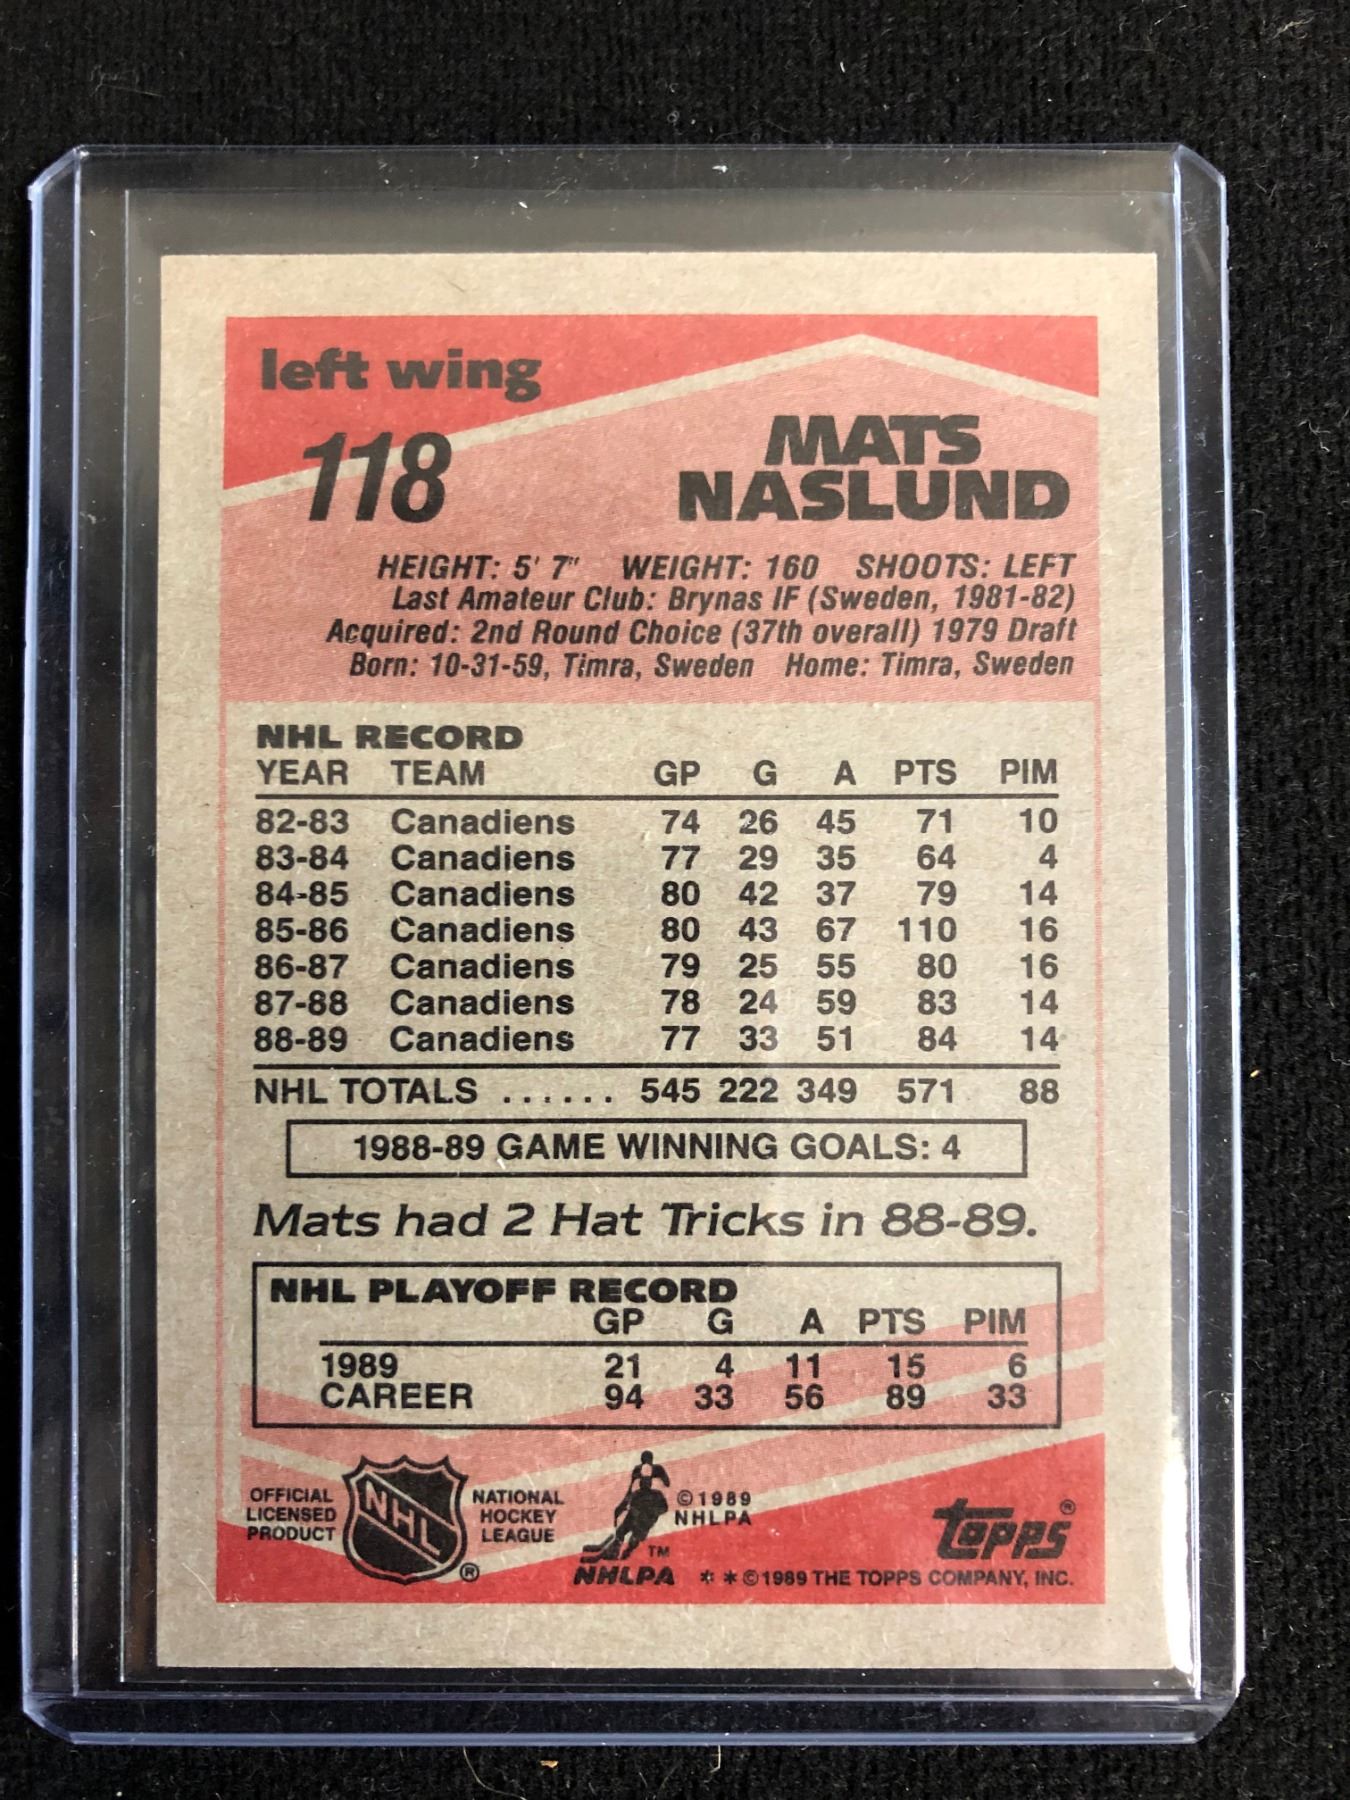 left wing
118
MATS
NASLUND
HEIGHT: 5' 7" WEIGHT: 160 SHOOTS: LEFT
Last Amateur Club: Brynas IF (Sweden, 1981-82)
Acquired: 2nd Round Choice (37th overall) 1979 Draft
Born: 10-31-59, Timra, Sweden Home: Timra, Sweden
NHL RECORD
YEAR TEAM GP G A PTS PIM
82-83 Canadiens 74 26 45 71 10
83-84 Canadiens 77 29 35 64 4
84-85 Canadiens 80 42 37 79 14
85-86 Canadiens 80 43 67 110 16
86-87 Canadiens 79 25 55 80 16
87-88 Canadiens 78 24 59 83 14
88-89 Canadiens 77 33 51 84 14
NHL TOTALS ...... 545 222 349 571 88
1988-89 GAME WINNING GOALS: 4
Mats had 2 Hat Tricks in 88-89.
NHL PLAYOFF RECORD
GP G A PTS PIM
1989 21 4 11 15 6
CAREER 94 33 56 89 33
OFFICIAL
LICENSED
PRODUCT
NHL
®
NATIONAL
HOCKEY
LEAGUE
© 1989
NHLPA
TM
NHLPA
topps®
* * © 1989 THE TOPPS COMPANY, INC.